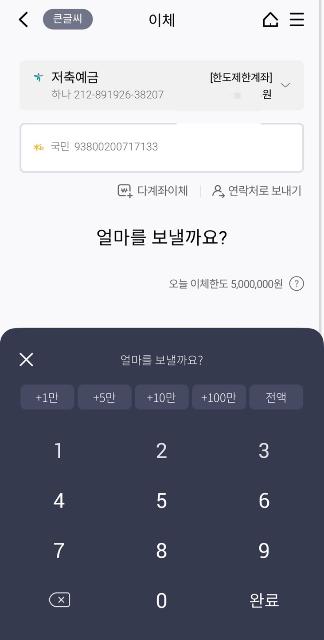 큰글씨
이체
저축예금 [한도제한계좌]
하나 212-891926-38207 원
국민 93800200717133
다계좌이체 연락처로 보내기
얼마를 보낼까요?
오늘 이체한도 5,000,000원 ?
얼마를 보낼까요?
+1만 +5만 +10만 +100만 전액
1 2 3
4 5 6
7 8 9
0 완료